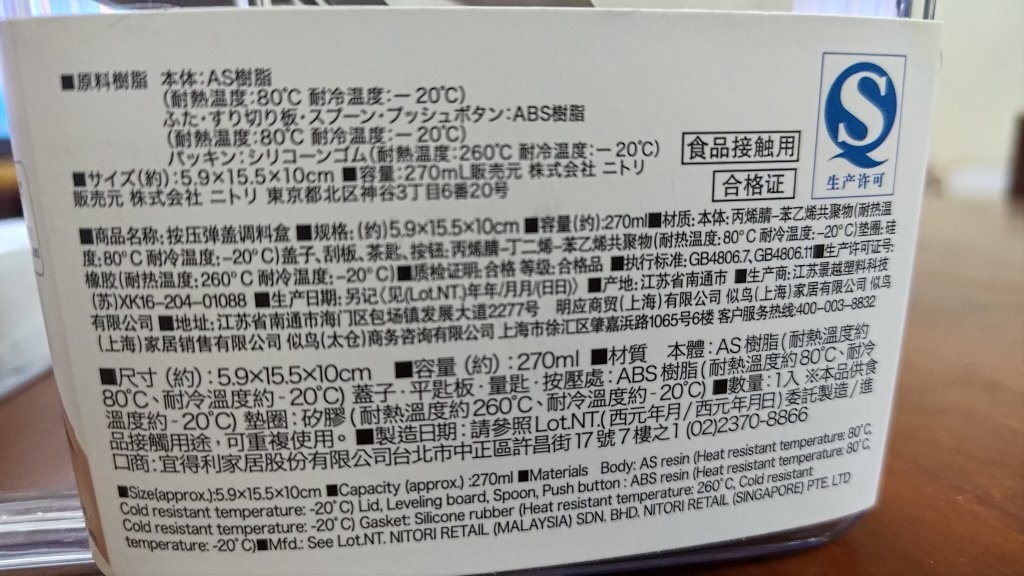 ■原料樹脂 本体:AS樹脂
(耐熱温度:80℃ 耐冷温度:－20℃)
ふた・すり切り板・スプーン・プッシュボタン:ABS樹脂
(耐熱温度:80℃ 耐冷温度:－20℃)
パッキン:シリコーンゴム(耐熱温度:260℃ 耐冷温度:－20℃)
■サイズ(約):5.9×15.5×10cm ■容量:270mL販売元 株式会社 ニトリ
販売元 株式会社 ニトリ 東京都北区神谷3丁目6番20号
食品接触用
合格证
生产许可
■商品名称:按压弹盖调料盒 ■规格:(约)5.9×15.5×10cm ■容量(约):270ml■材质:本体:丙烯腈-苯乙烯共聚物(耐热温
度:80°C 耐冷温度:-20°C)盖子、刮板、茶匙、按钮:丙烯腈-丁二烯-苯乙烯共聚物(耐热温度:80°C 耐冷温度:-20°C)垫圈:硅
橡胶(耐热温度:260°C 耐冷温度:-20°C)■质检证明:合格 等级:合格品 ■执行标准:GB4806.7、GB4806.11■生产许可证号:
(苏)XK16-204-01088 ■生产日期:另记〈见(Lot.NT.)年年/月月/(日日)〉 ■产地:江苏省南通市 ■生产商:江苏景越塑料科技
有限公司 ■地址:江苏省南通市海门区包场镇发展大道2277号 明应商贸(上海)有限公司 似鸟(上海)家居有限公司 似鸟
(上海)家居销售有限公司 似鸟(太仓)商务咨询有限公司 上海市徐汇区肇嘉浜路1065号6楼 客户服务热线:400-003-8832
■尺寸 (約) : 5.9×15.5×10cm ■容量 (約) : 270ml ■材質 本體 : AS 樹脂 (耐熱溫度約
80℃、耐冷溫度約 - 20℃) 蓋子·平匙板·量匙·按壓處 : ABS 樹脂 (耐熱溫度約 80℃、耐冷
溫度約 - 20℃) 墊圈 : 矽膠 (耐熱溫度約 260℃、耐冷溫度約 - 20℃) ■數量 : 1入 ※本品供食
品接觸用途，可重複使用。 ■製造日期 : 請參照 Lot.NT.( 西元年月 / 西元年月日) 委託製造 / 進
口商 : 宜得利家居股份有限公司台北市中正區許昌街 17 號 7 樓之 1 (02)2370-8866
■Size(approx.):5.9×15.5×10cm ■Capacity (approx.) :270ml ■Materials Body: AS resin (Heat resistant temperature: 80°C,
Cold resistant temperature: -20°C) Lid, Leveling board, Spoon, Push button : ABS resin (Heat resistant temperature: 80°C,
Cold resistant temperature: -20°C) Gasket: Silicone rubber (Heat resistant temperature: 260°C, Cold resistant
temperature: -20°C)■Mfd.: See Lot.NT. NITORI RETAIL (MALAYSIA) SDN. BHD. NITORI RETAIL (SINGAPORE) PTE. LTD